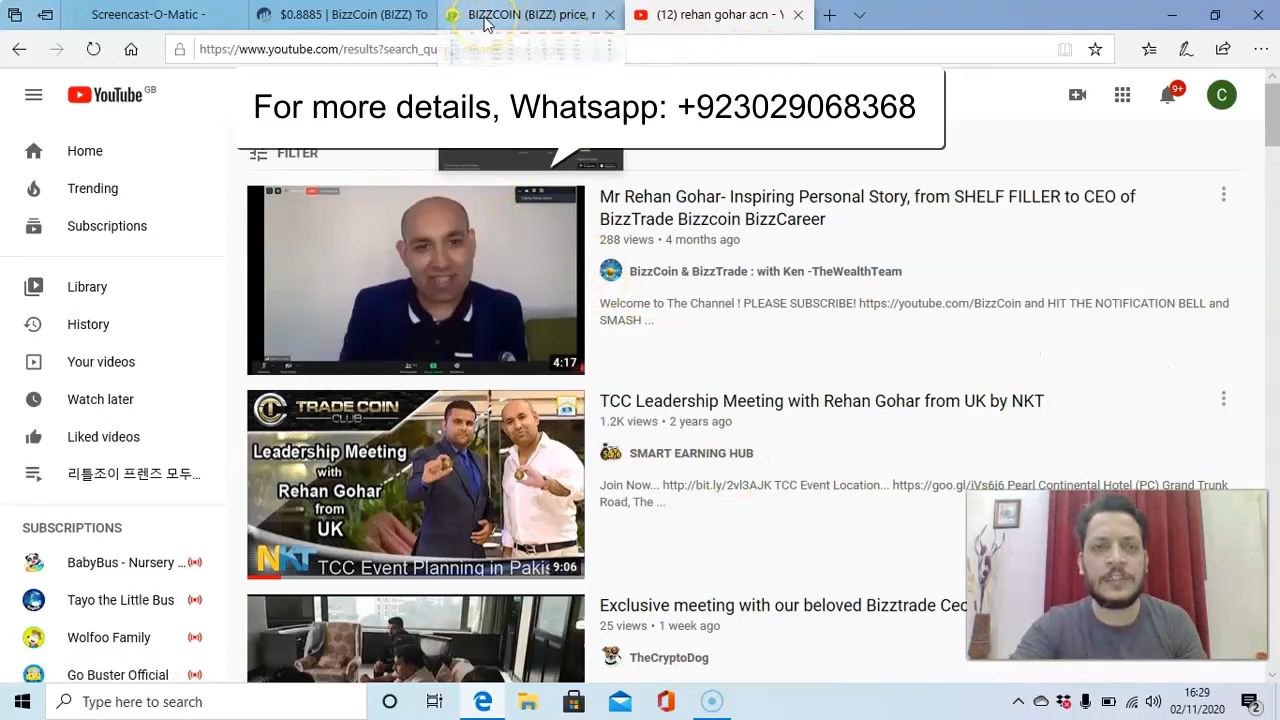 Screencast-O-Matic -
$0.8885 | BIZZCOIN (BIZZ) To
BIZZCOIN (BIZZ) price,
(12) rehan gohar acn -
https://www.youtube.com/results?search_qu
YouTube GB
For more details, Whatsapp: +923029068368
9+
C
FILTER
Home
Trending
Subscriptions
Library
History
Your videos
Watch later
Liked videos
리틀조이 프렌즈 모두...
SUBSCRIPTIONS
BabyBus - Nursery ...
Tayo the Little Bus
Wolfoo Family
Go Buster Official
4:17
Mr Rehan Gohar- Inspiring Personal Story, from SHELF FILLER to CEO of
BizzTrade Bizzcoin BizzCareer
288 views • 4 months ago
BizzCoin & BizzTrade : with Ken -TheWealthTeam
Welcome to The Channel ! PLEASE SUBSCRIBE! https://youtube.com/BizzCoin and HIT THE NOTIFICATION BELL and
SMASH ...
TRADE COIN
CLUB
Leadership Meeting
with
Rehan Gohar
from
UK
NKT
TCC Event Planning in Pakis
9:06
TCC Leadership Meeting with Rehan Gohar from UK by NKT
1.2K views • 2 years ago
SMART EARNING HUB
Join Now... http://bit.ly/2vl3AJK TCC Event Location... https://goo.gl/iVs6j6 Pearl Continental Hotel (PC) Grand Trunk
Road, The ...
Exclusive meeting with our beloved Bizztrade Ceo
25 views • 1 week ago
TheCryptoDog
Type here to search
02/11/2020
2